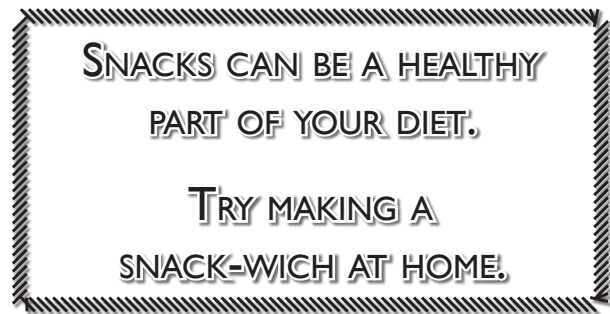 Snacks can be a healthy
part of your diet.
Try making a
snack-wich at home.